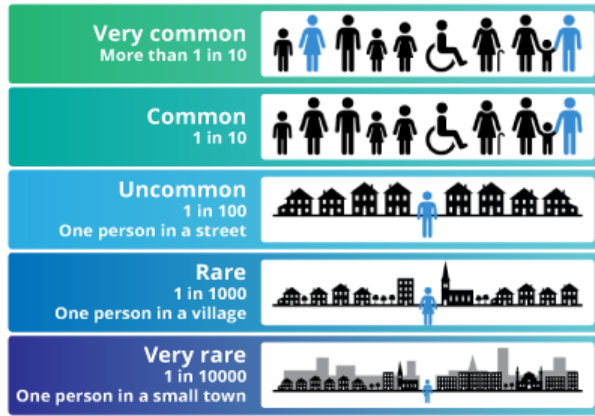 Very common
More than 1 in 10
Common
1 in 10
Uncommon
1 in 100
One person in a street
Rare
1 in 1000
One person in a village
Very rare
1 in 10000
One person in a small town